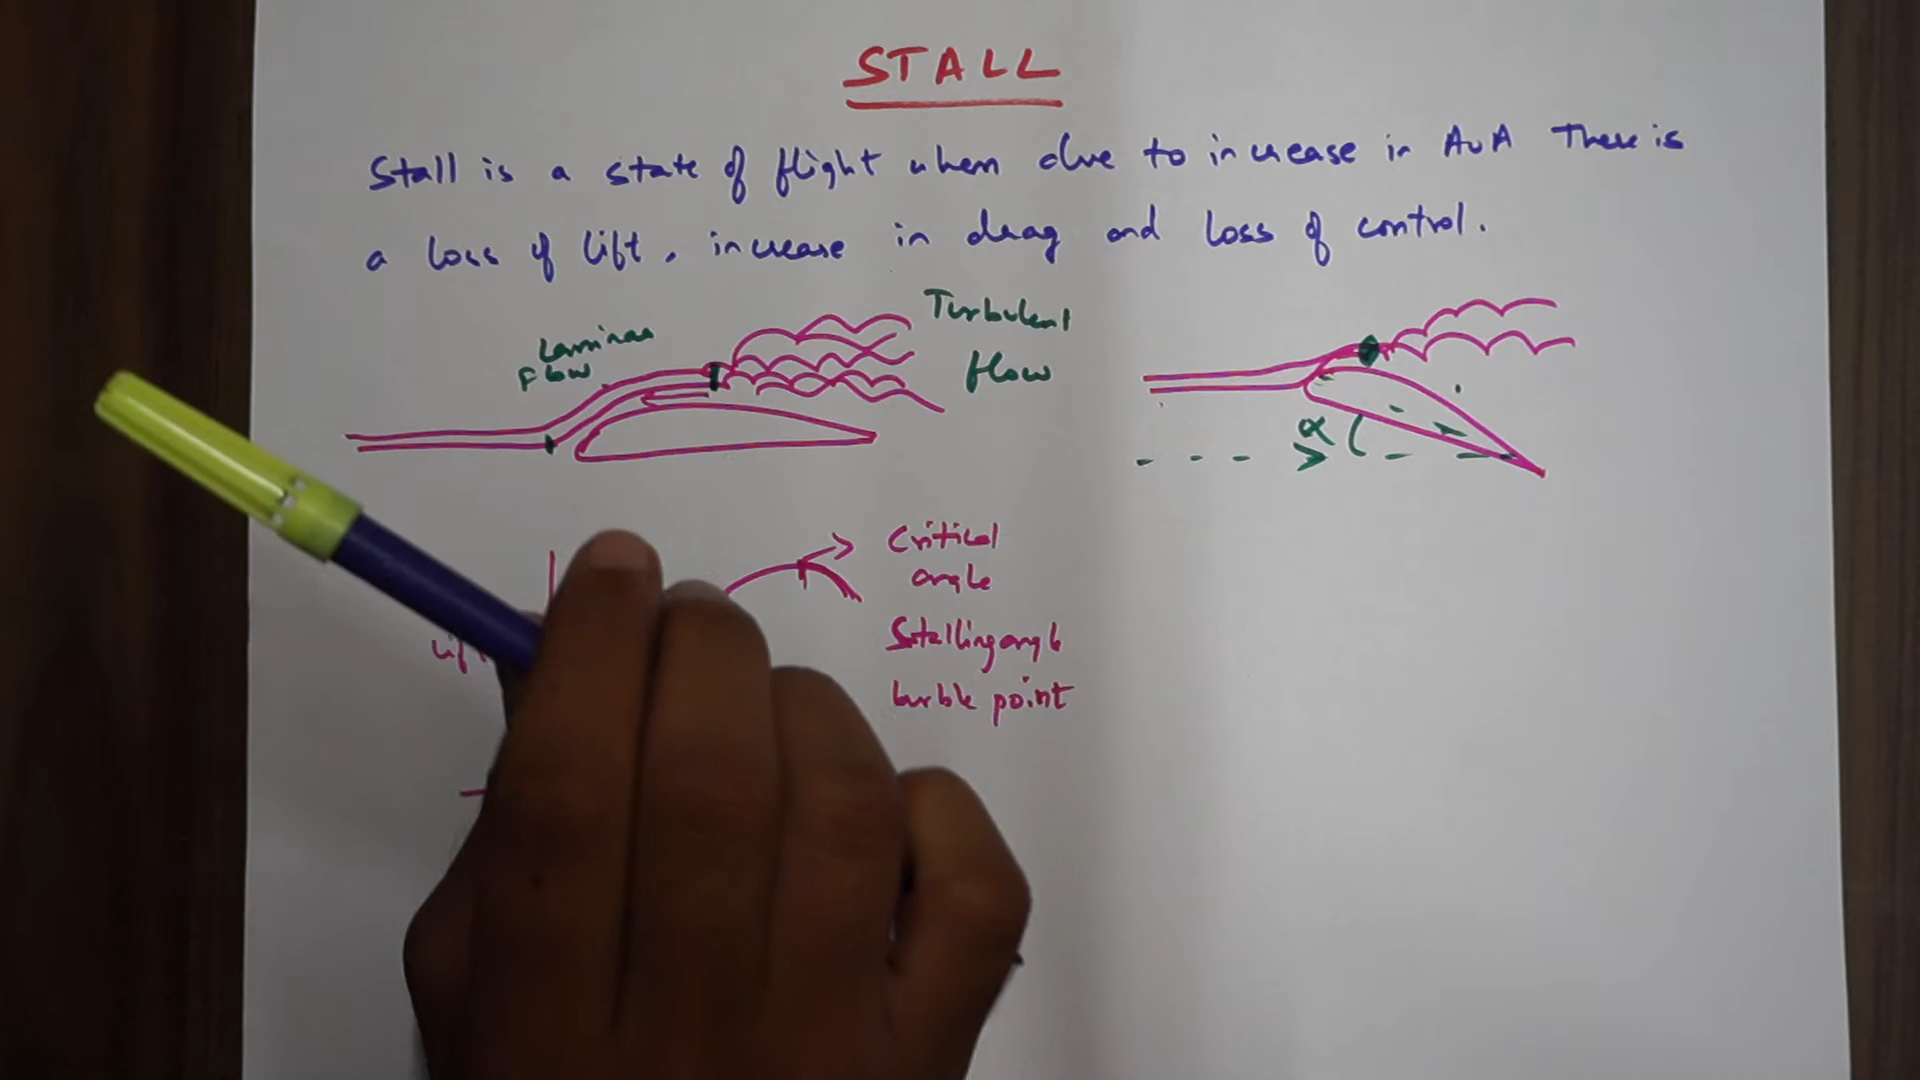 STALL
Stall is a state of flight when due to increase in AoA There is
a loss of lift, increase in drag and loss of control.
Laminar
Flow
Turbulent
flow
α
Critical
angle
Stalling angle
burble point